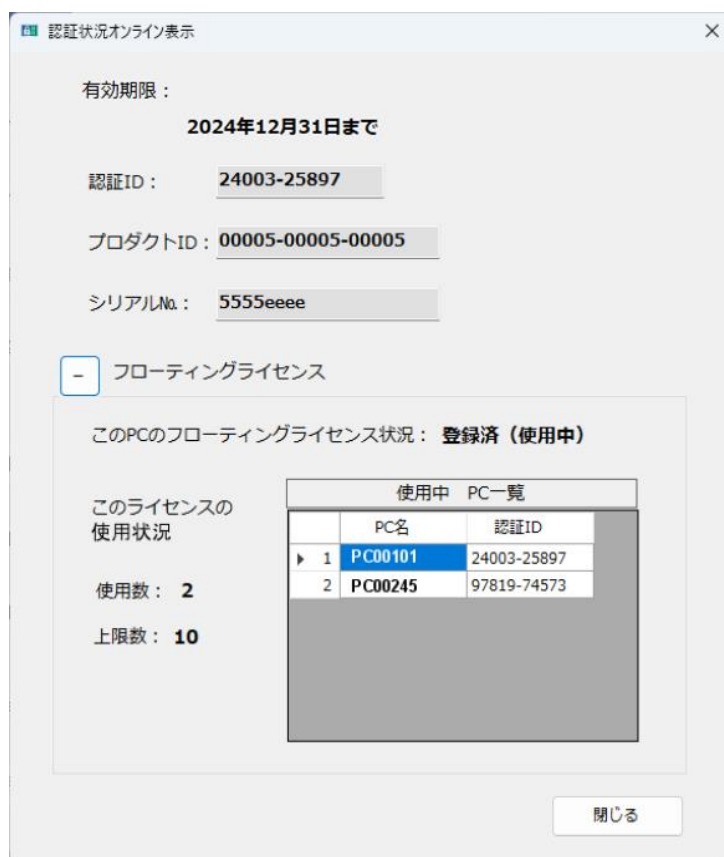 認証状況オンライン表示
有効期限：
2024年12月31日まで
認証ID： 24003-25897
プロダクトID： 00005-00005-00005
シリアル№： 5555eeee
－ フローティングライセンス
このPCのフローティングライセンス状況： 登録済（使用中）
このライセンスの
使用状況
使用数： 2
上限数： 10
使用中 PC一覧
PC名 認証ID
1 PC00101 24003-25897
2 PC00245 97819-74573
閉じる